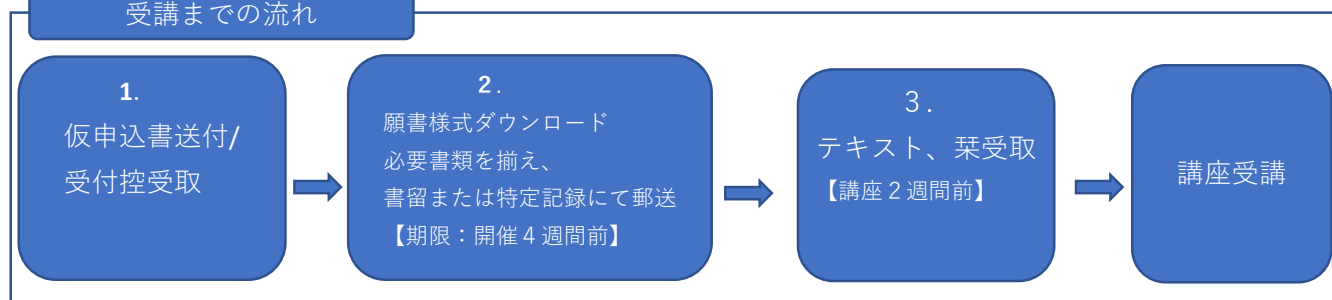 受講までの流れ
1.
仮申込書送付/
受付控受取
2.
願書様式ダウンロード
必要書類を揃え、
書留または特定記録にて郵送
【期限：開催４週間前】
３.
テキスト、栞受取
【講座２週間前】
講座受講